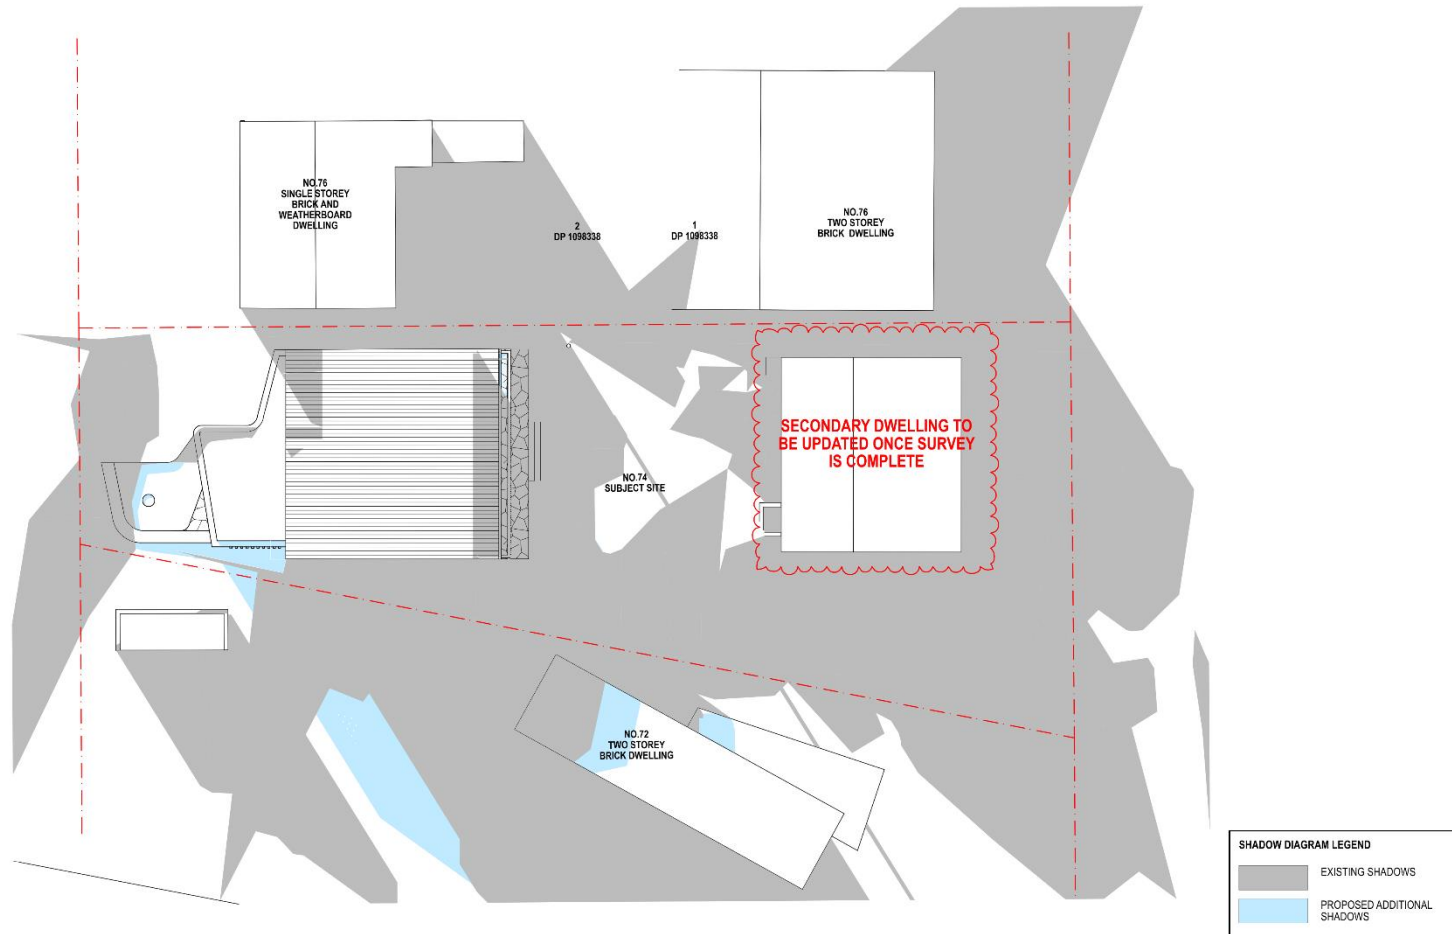 NO.76
SINGLE STOREY
BRICK AND
WEATHERBOARD
DWELLING
2
DP 1098338
1
DP 1098338
NO.76
TWO STOREY
BRICK DWELLING
SECONDARY DWELLING TO
BE UPDATED ONCE SURVEY
IS COMPLETE
NO.74
SUBJECT SITE
NO.72
TWO STOREY
BRICK DWELLING
SHADOW DIAGRAM LEGEND
EXISTING SHADOWS
PROPOSED ADDITIONAL
SHADOWS